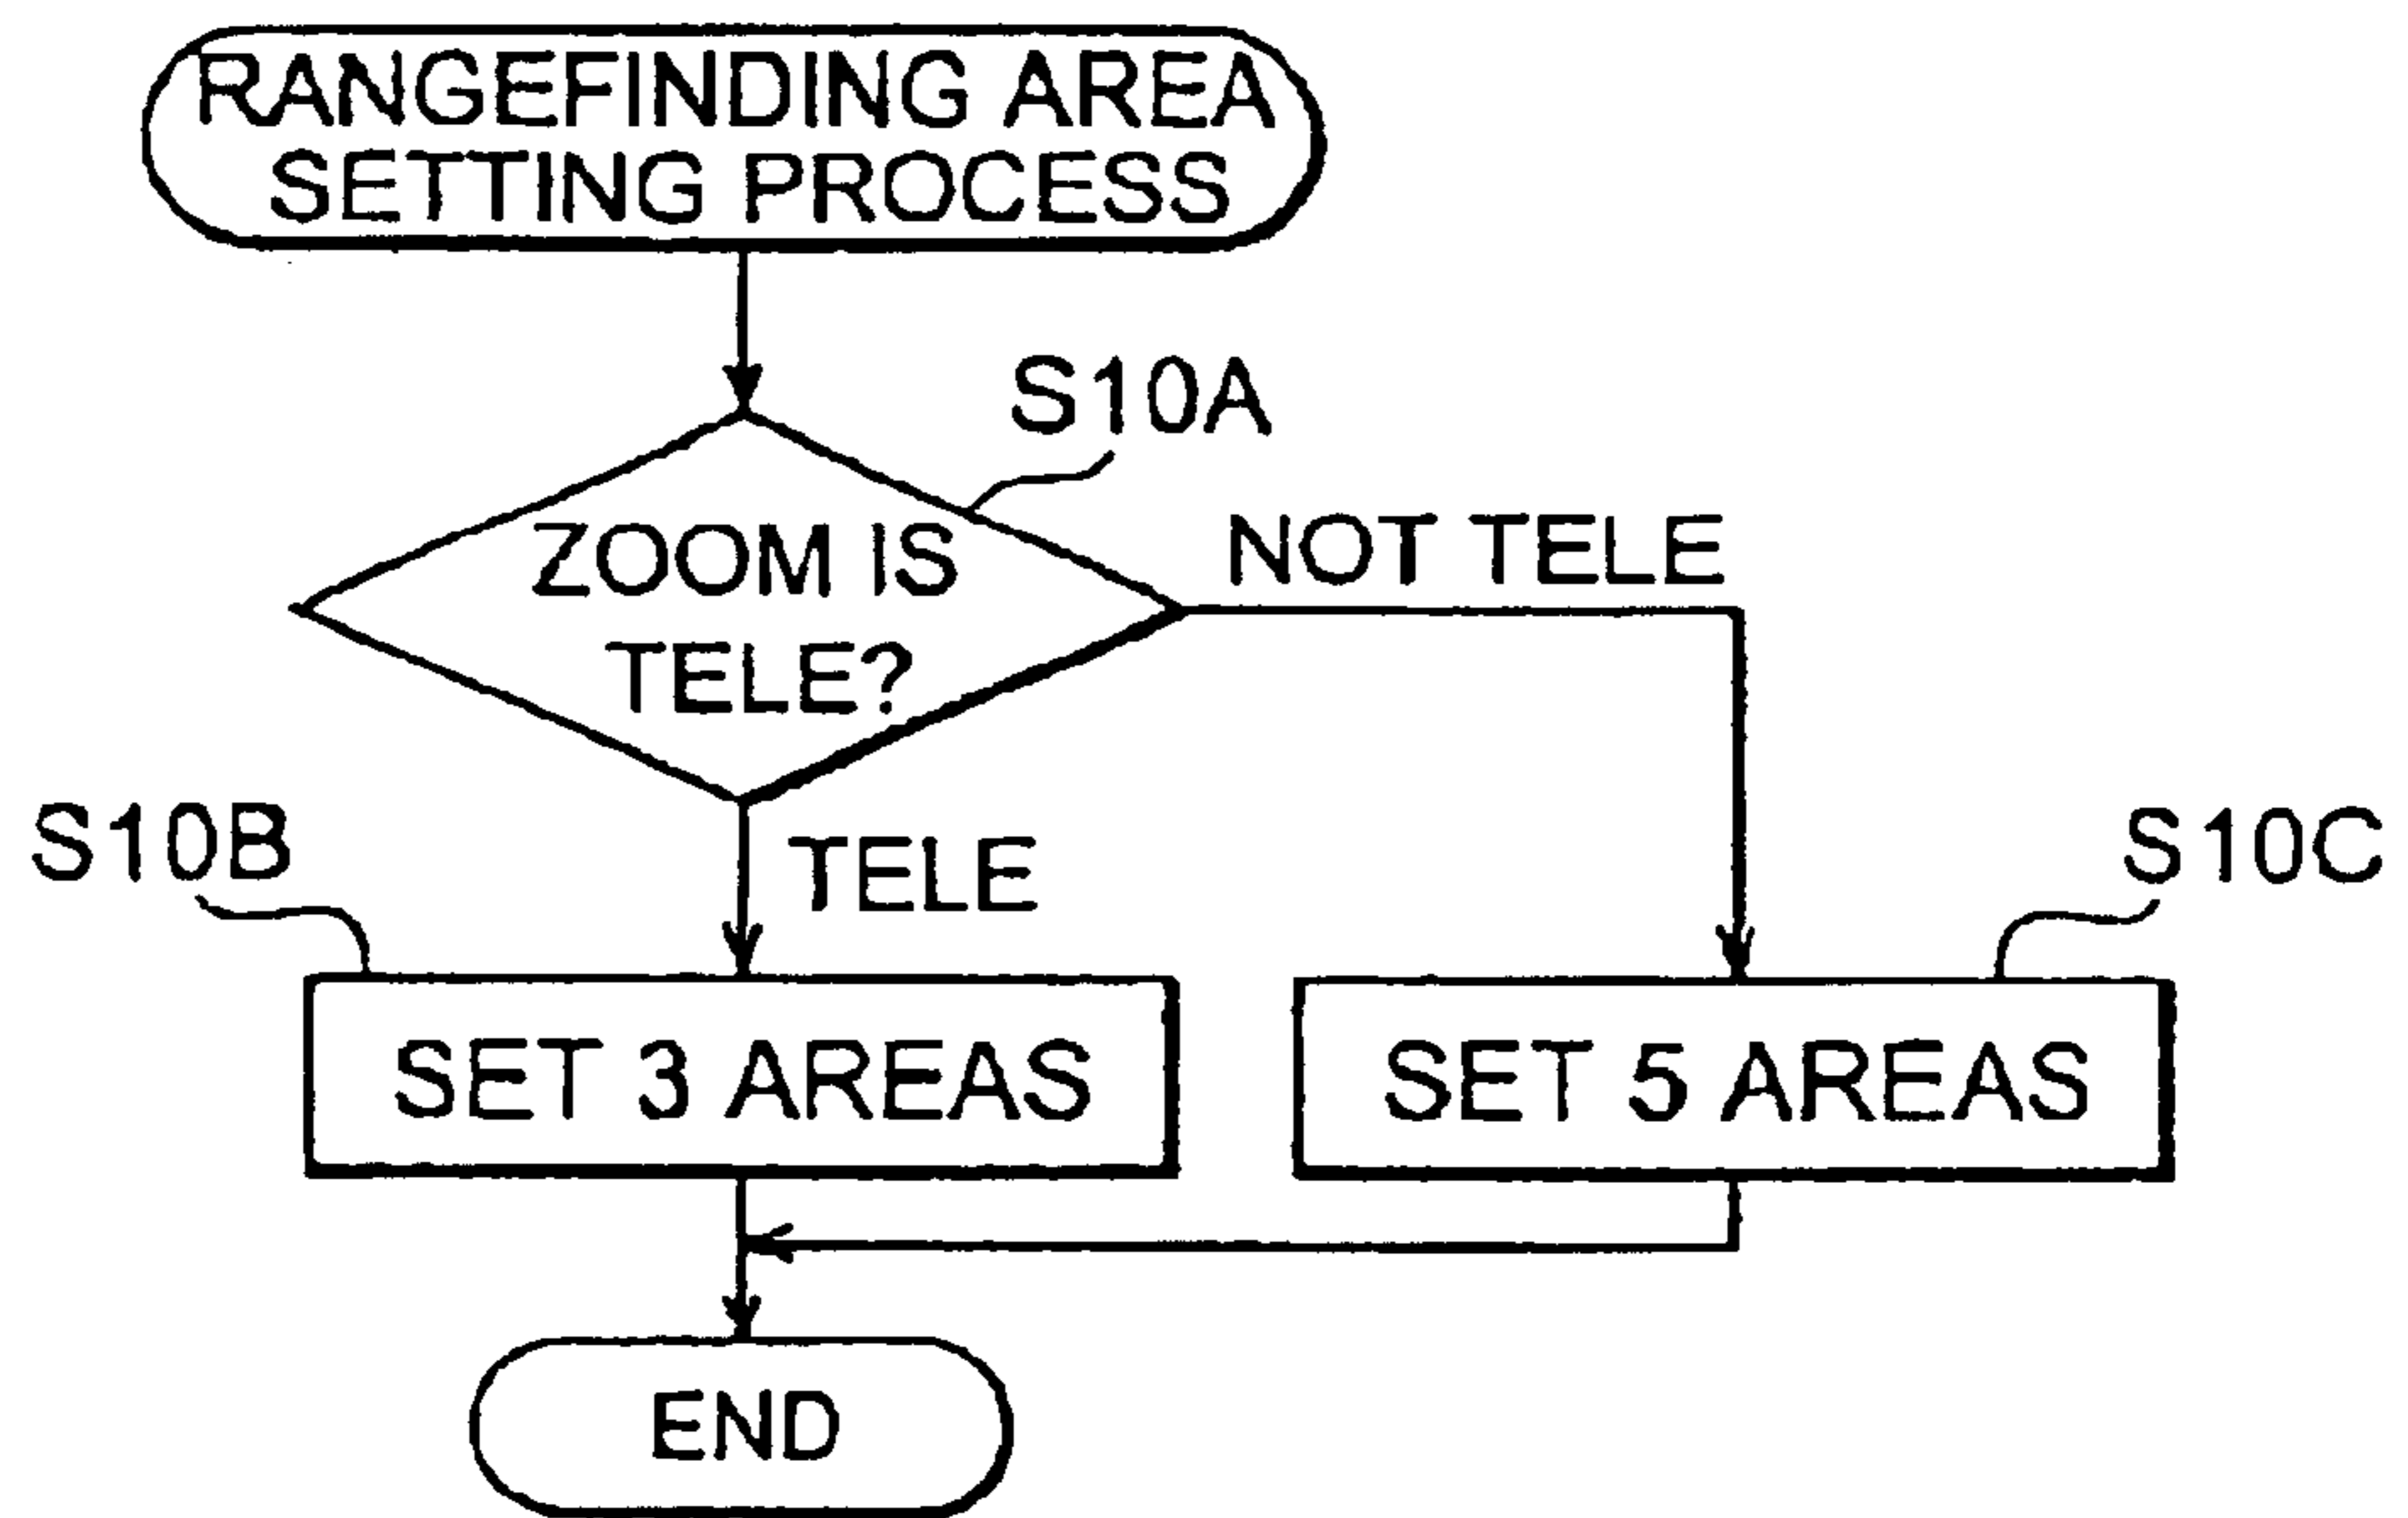 RANGEFINDING AREA
SETTING PROCESS
S10A
ZOOM IS
TELE?
NOT TELE
S10B
TELE
S10C
SET 3 AREAS
SET 5 AREAS
END